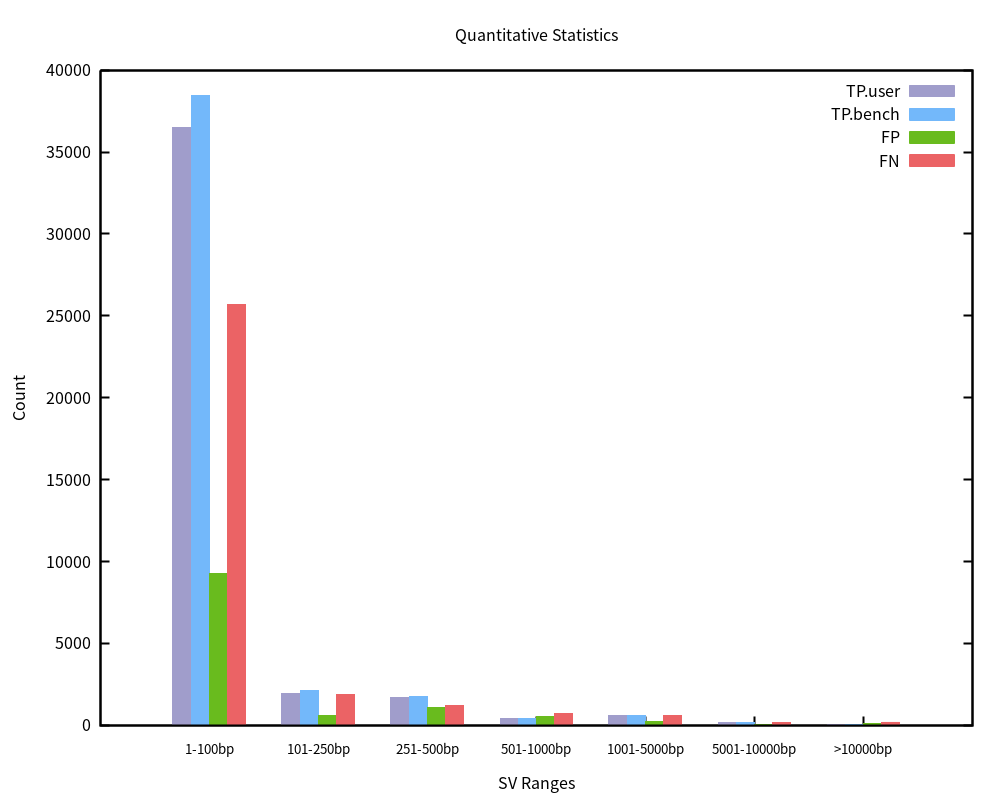 Quantitative Statistics
40000
35000
30000
25000
20000
15000
10000
5000
0
Count
TP.user
TP.bench
FP
FN
1-100bp
101-250bp
251-500bp
501-1000bp
1001-5000bp
5001-10000bp
>10000bp
SV Ranges